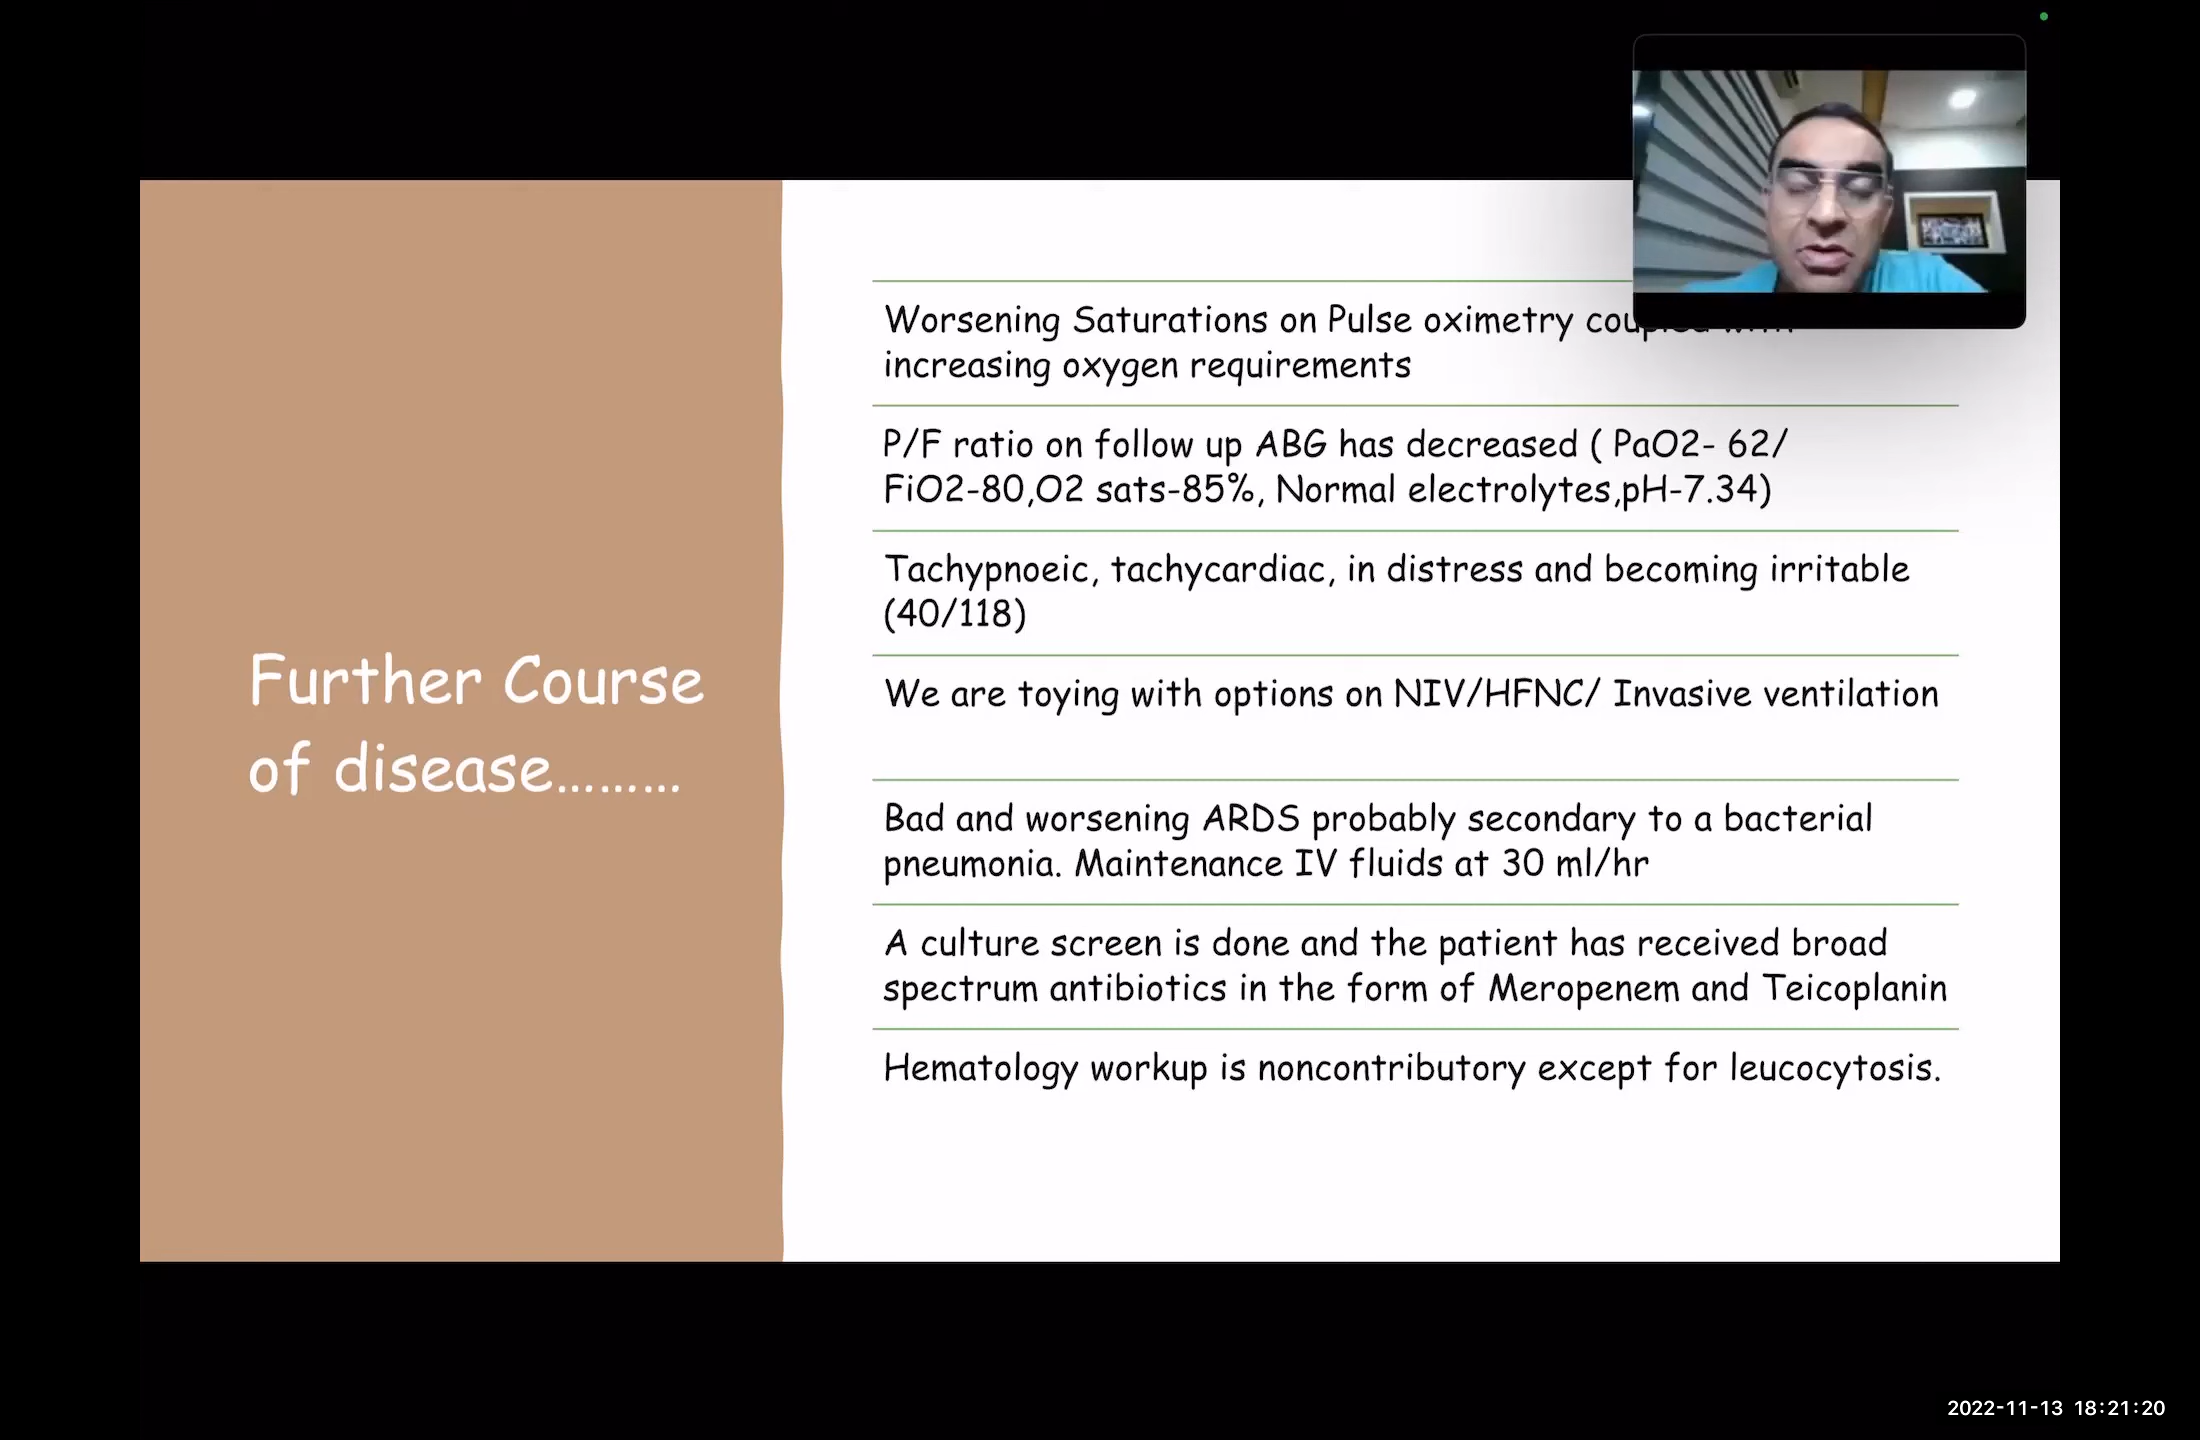 Further Course
of disease.........
Worsening Saturations on Pulse oximetry coupled with
increasing oxygen requirements
P/F ratio on follow up ABG has decreased ( PaO2- 62/
FiO2-80,O2 sats-85%, Normal electrolytes,pH-7.34)
Tachypnoeic, tachycardiac, in distress and becoming irritable
(40/118)
We are toying with options on NIV/HFNC/ Invasive ventilation
Bad and worsening ARDS probably secondary to a bacterial
pneumonia. Maintenance IV fluids at 30 ml/hr
A culture screen is done and the patient has received broad
spectrum antibiotics in the form of Meropenem and Teicoplanin
Hematology workup is noncontributory except for leucocytosis.
2022-11-13 18:21:20